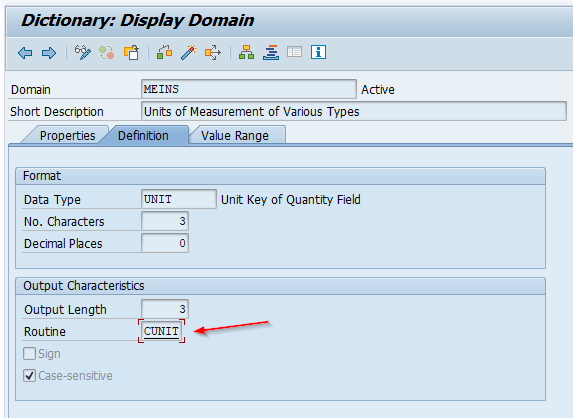 Dictionary: Display Domain
Domain MEINS Active
Short Description Units of Measurement of Various Types
Properties Definition Value Range
Format
Data Type UNIT Unit Key of Quantity Field
No. Characters 3
Decimal Places 0
Output Characteristics
Output Length 3
Routine CUNIT
Sign
Case-sensitive